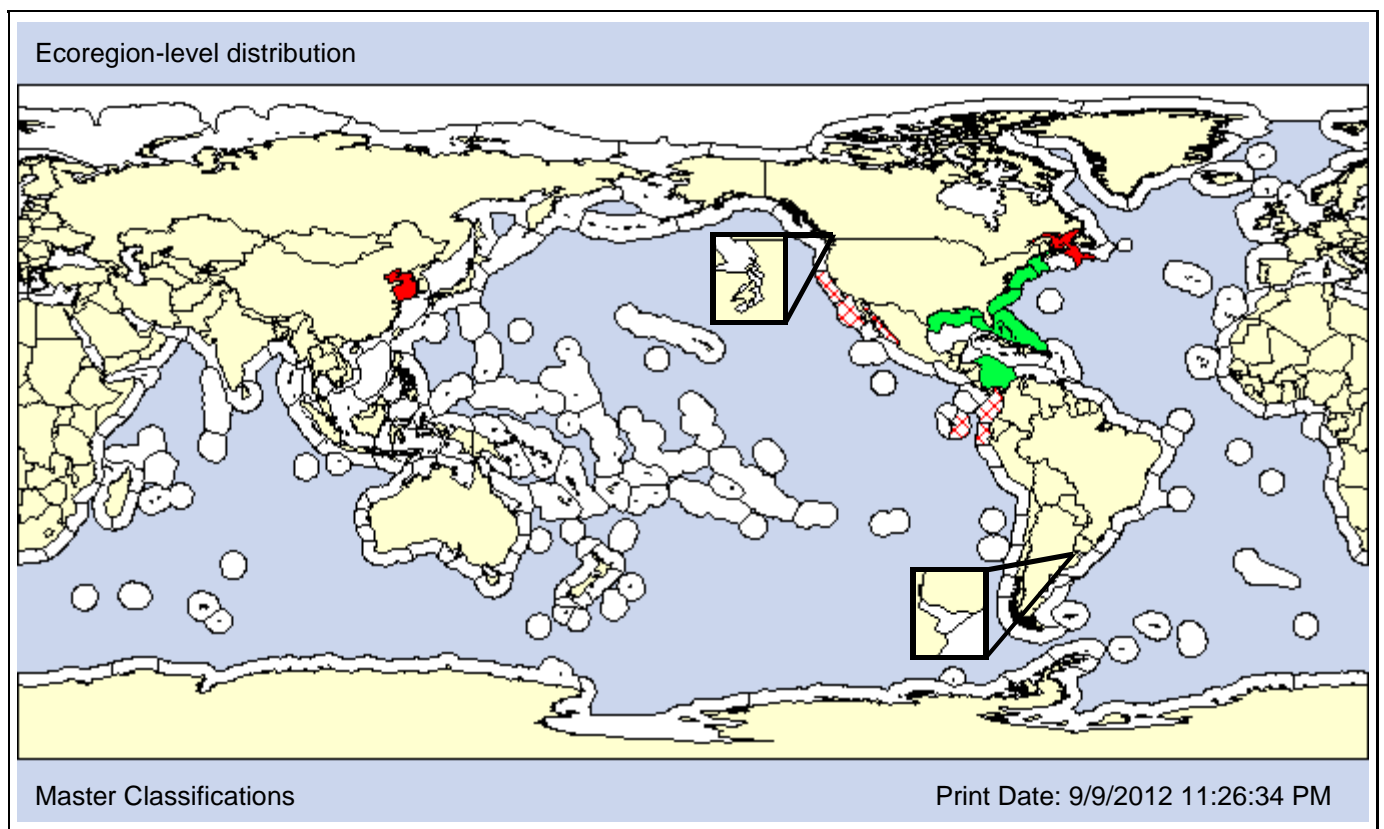 Ecoregion-level distribution
Master Classifications
Print Date: 9/9/2012 11:26:34 PM